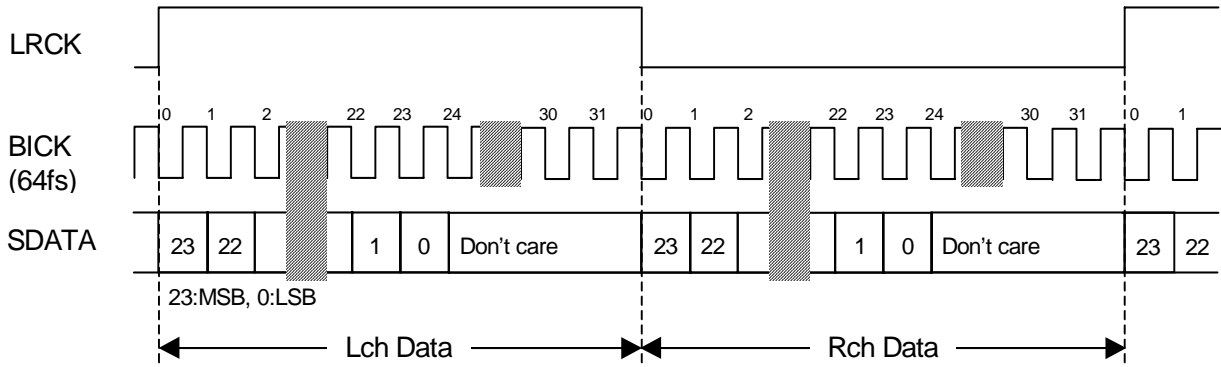 LRCK
0 1 2 22 23 24 30 31 0 1 2 22 23 24 30 31 0 1
BICK
(64fs)
SDATA 23 22 1 0 Don't care 23 22 1 0 Don't care 23 22
23:MSB, 0:LSB
Lch Data Rch Data